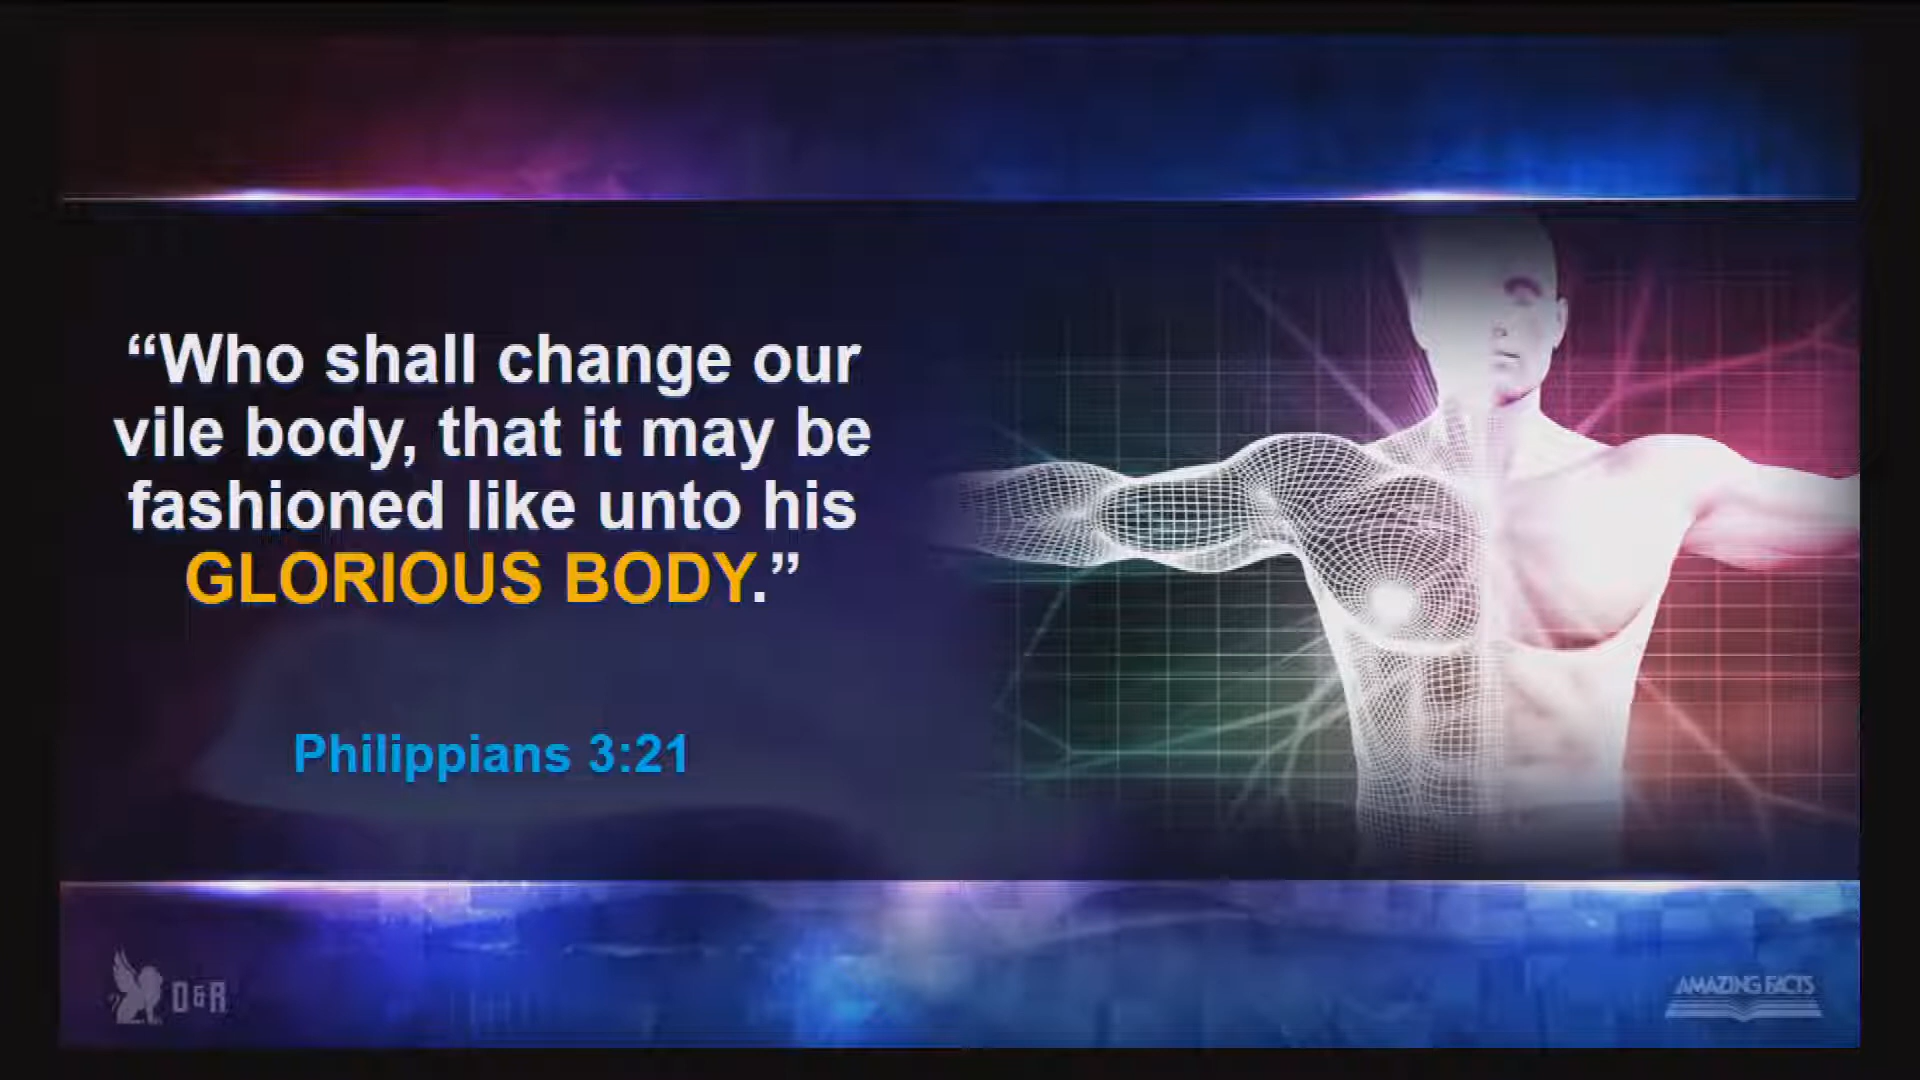 “Who shall change our
vile body, that it may be
fashioned like unto his
GLORIOUS BODY.”
Philippians 3:21
D&R
AMAZING FACTS